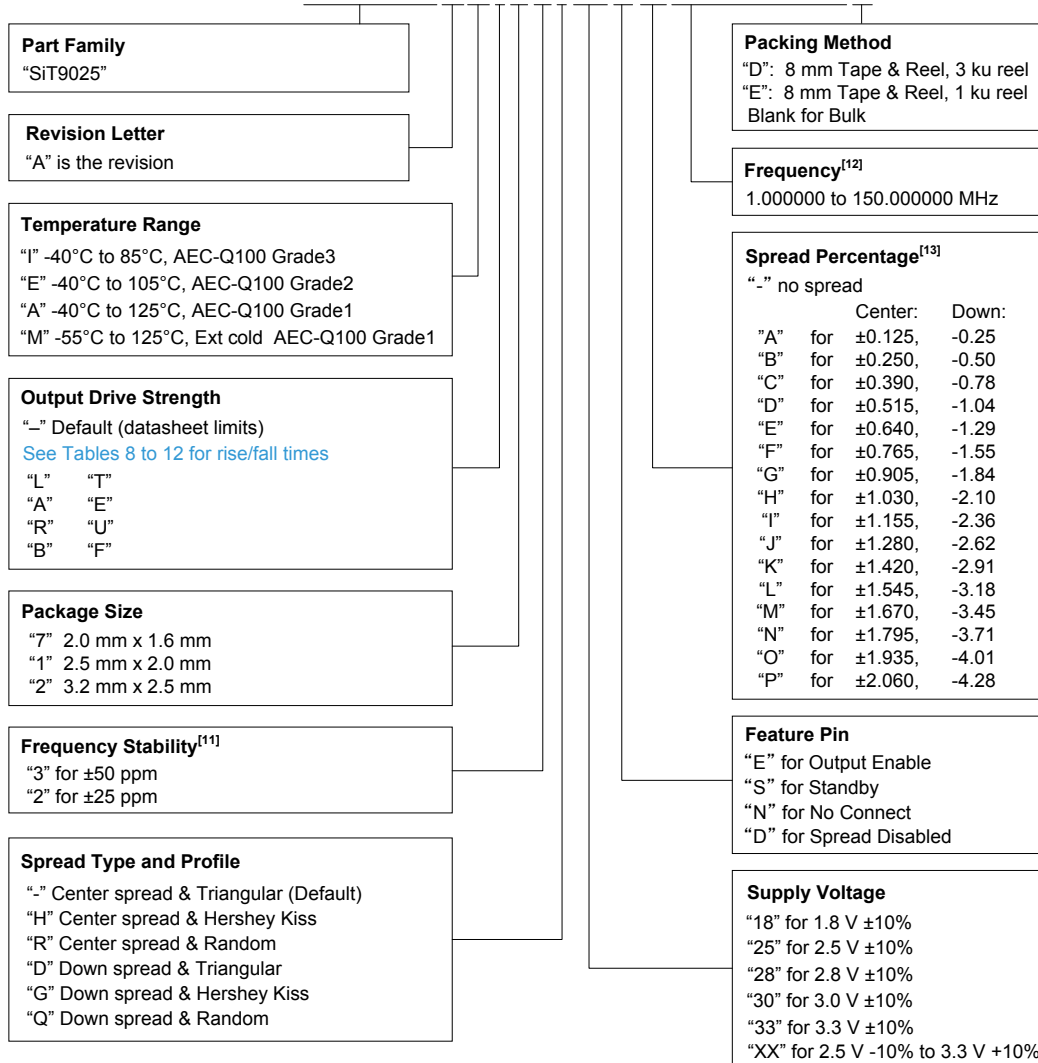 Part Family
“SiT9025”
Revision Letter
“A” is the revision
Temperature Range
“I” -40°C to 85°C, AEC-Q100 Grade3
“E” -40°C to 105°C, AEC-Q100 Grade2
“A” -40°C to 125°C, AEC-Q100 Grade1
“M” -55°C to 125°C, Ext cold AEC-Q100 Grade1
Output Drive Strength
“–” Default (datasheet limits)
See Tables 8 to 12 for rise/fall times
“L” “T”
“A” “E”
“R” “U”
“B” “F”
Package Size
“7” 2.0 mm x 1.6 mm
“1” 2.5 mm x 2.0 mm
“2” 3.2 mm x 2.5 mm
Frequency Stability[11]
“3” for ±50 ppm
“2” for ±25 ppm
Spread Type and Profile
“-” Center spread & Triangular (Default)
“H” Center spread & Hershey Kiss
“R” Center spread & Random
“D” Down spread & Triangular
“G” Down spread & Hershey Kiss
“Q” Down spread & Random
Packing Method
“D”: 8 mm Tape & Reel, 3 ku reel
“E”: 8 mm Tape & Reel, 1 ku reel
Blank for Bulk
Frequency[12]
1.000000 to 150.000000 MHz
Spread Percentage[13]
“-” no spread
Center: Down:
“A” for ±0.125, -0.25
“B” for ±0.250, -0.50
“C” for ±0.390, -0.78
“D” for ±0.515, -1.04
“E” for ±0.640, -1.29
“F” for ±0.765, -1.55
“G” for ±0.905, -1.84
“H” for ±1.030, -2.10
“I” for ±1.155, -2.36
“J” for ±1.280, -2.62
“K” for ±1.420, -2.91
“L” for ±1.545, -3.18
“M” for ±1.670, -3.45
“N” for ±1.795, -3.71
“O” for ±1.935, -4.01
“P” for ±2.060, -4.28
Feature Pin
“E” for Output Enable
“S” for Standby
“N” for No Connect
“D” for Spread Disabled
Supply Voltage
“18” for 1.8 V ±10%
“25” for 2.5 V ±10%
“28” for 2.8 V ±10%
“30” for 3.0 V ±10%
“33” for 3.3 V ±10%
“XX” for 2.5 V -10% to 3.3 V +10%